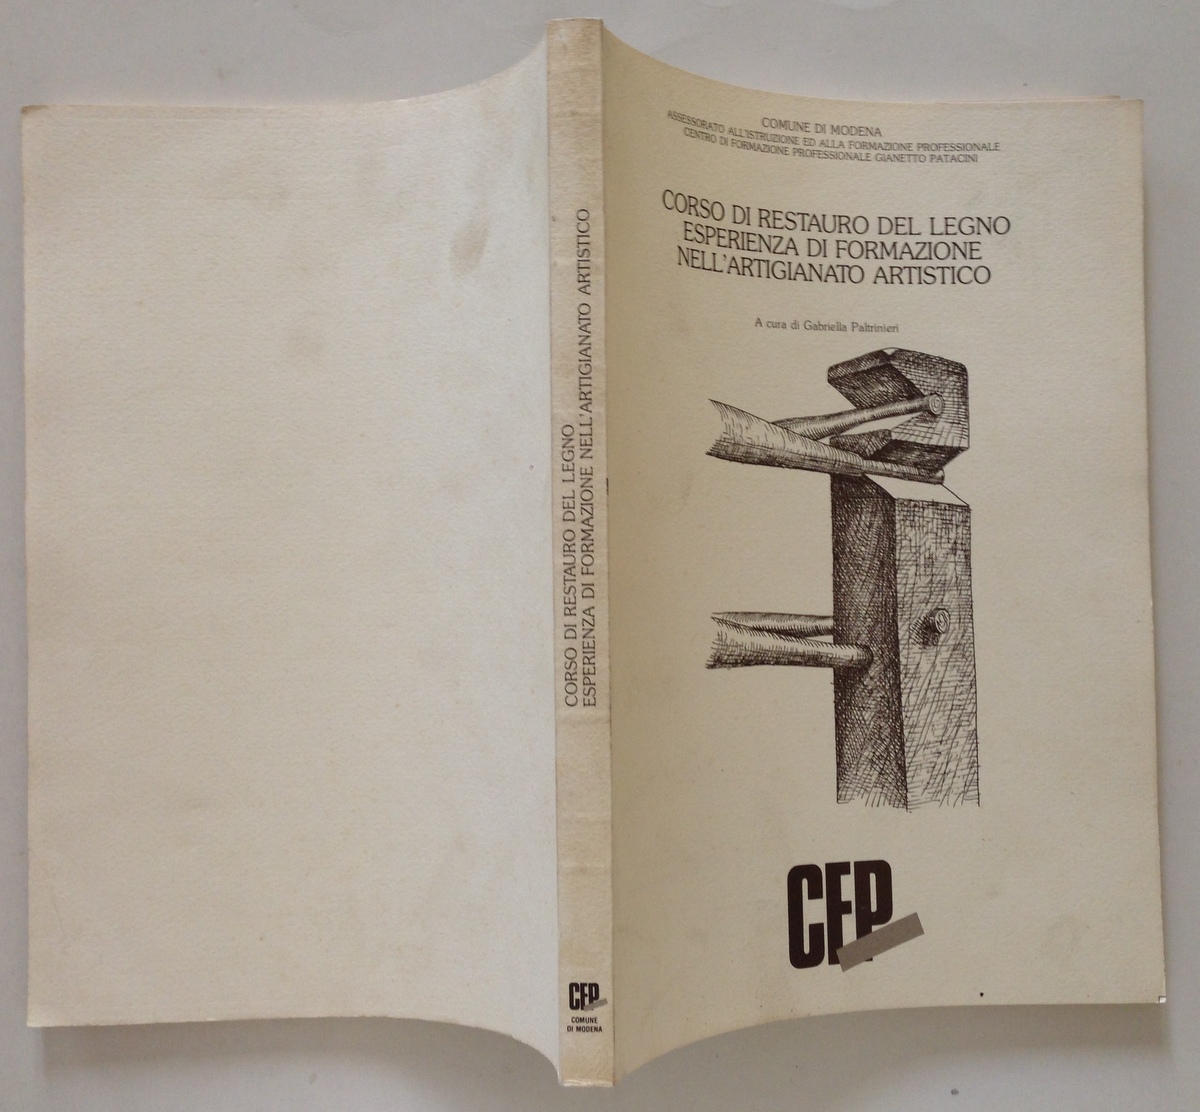 COMUNE DI MODENA
ASSESSORATO ALL'ISTRUZIONE ED ALLA FORMAZIONE PROFESSIONALE
CENTRO DI FORMAZIONE PROFESSIONALE GIANETTO PATACINI
CORSO DI RESTAURO DEL LEGNO
ESPERIENZA DI FORMAZIONE
NELL'ARTIGIANATO ARTISTICO
A cura di Gabriella Paltrinieri
CFP
CORSO DI RESTAURO DEL LEGNO
ESPERIENZA DI FORMAZIONE NELL'ARTIGIANATO ARTISTICO
CFP
COMUNE
DI MODENA